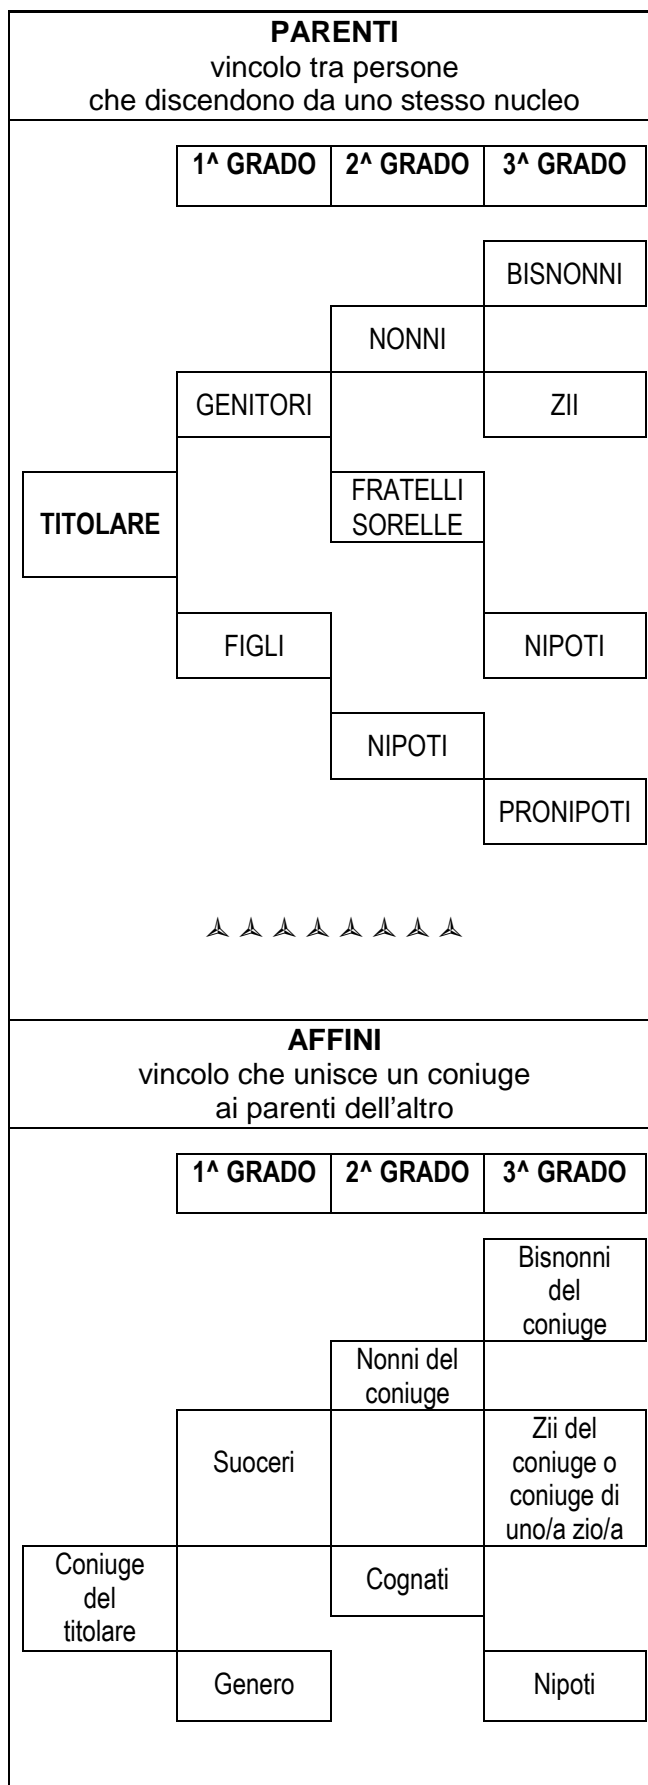 PARENTI
vincolo tra persone
che discendono da uno stesso nucleo
1^ GRADO 2^ GRADO 3^ GRADO
BISNONNI
NONNI
GENITORI ZII
TITOLARE
FRATELLI
SORELLE
FIGLI NIPOTI
NIPOTI
PRONIPOTI
AFFINI
vincolo che unisce un coniuge
ai parenti dell'altro
1^ GRADO 2^ GRADO 3^ GRADO
Bisnonni
del
coniuge
Nonni del
coniuge
Suoceri
Zii del
coniuge o
coniuge di
uno/a zio/a
Coniuge
del
titolare
Cognati
Genero Nipoti